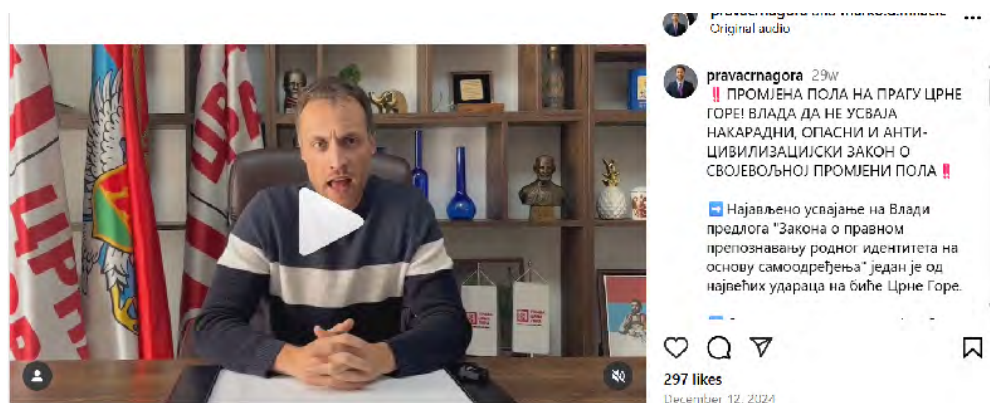 Original audio
pravacrnagora 29w
‼ ПРОМЈЕНА ПОЛА НА ПРАГУ ЦРНЕ
ГОРЕ! ВЛАДА ДА НЕ УСВАЈА
НАКАРАДНИ, ОПАСНИ И АНТИ-
ЦИВИЛИЗАЦИЈСКИ ЗАКОН О
СВОЈЕВОЉНОЈ ПРОМЈЕНИ ПОЛА ‼
➡ Најављено усвајање на Влади
предлога "Закона о правном
препознавању родног идентитета на
основу самоодређења" један је од
највећих удараца на биће Црне Горе.
297 likes
December 12, 2024